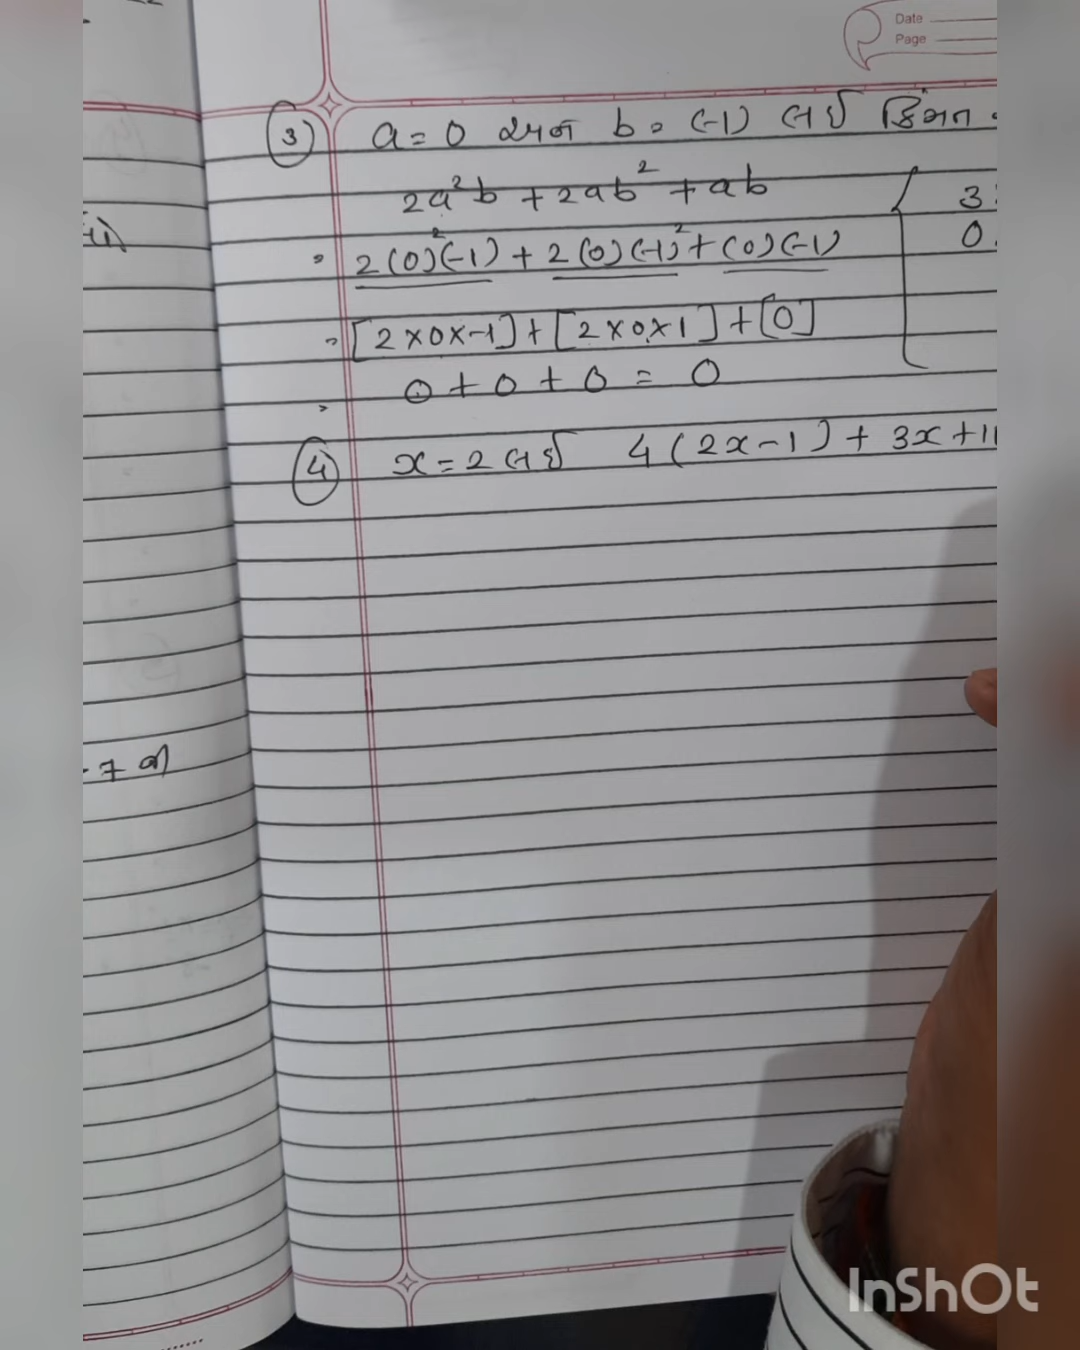 Date
Page
3 a = 0 અને b = (-1) લઈ કિંમત
2a²b + 2ab² + ab
= 2(0)²(-1) + 2(0)(-1)² + (0)(-1)
3
0
= [2×0×-1] + [2×0×1] + [0]
0 + 0 + 0 = 0
4 x = 2 લઈ 4(2x-1) + 3x + 11
-7 ની
InShOt